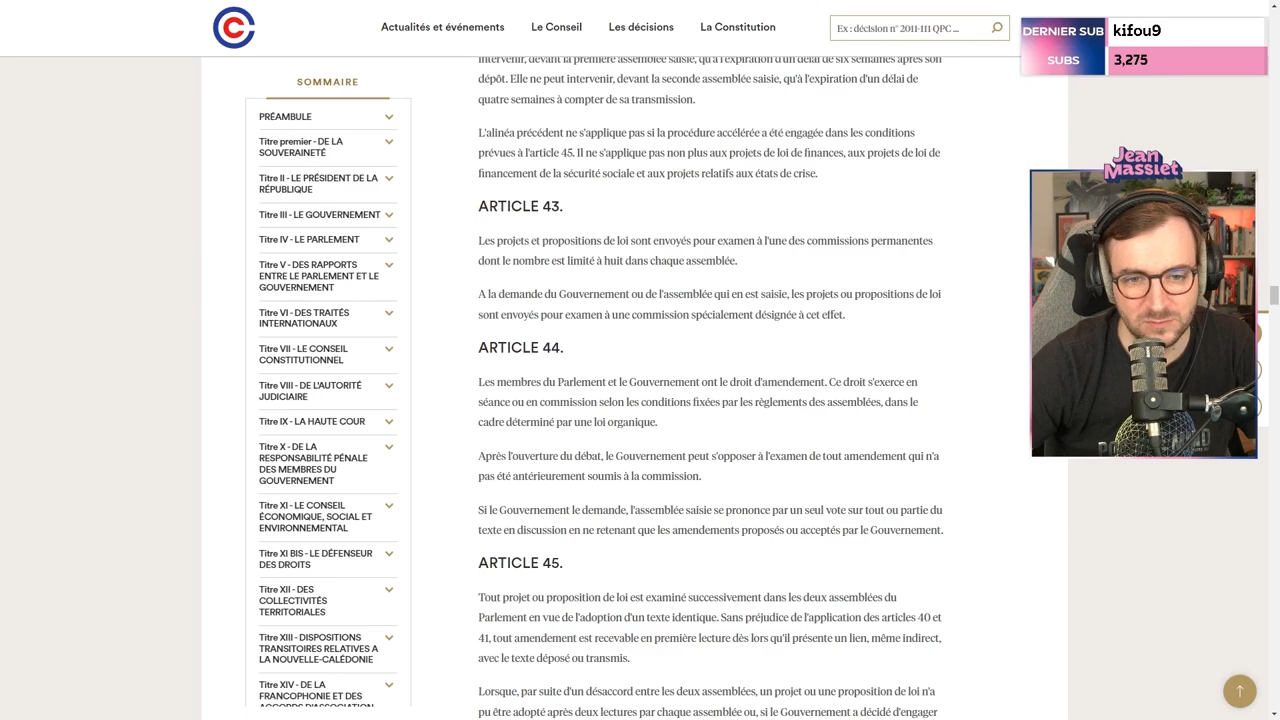 Actualités et événements
Le Conseil
Les décisions
La Constitution
Ex : décision n° 2011-111 QPC ...
DERNIER SUB
kifou9
SUBS
3,275
Jean
Massiet
SOMMAIRE
PRÉAMBULE
Titre premier - DE LA
SOUVERAINETÉ
Titre II - LE PRÉSIDENT DE LA
RÉPUBLIQUE
Titre III - LE GOUVERNEMENT
Titre IV - LE PARLEMENT
Titre V - DES RAPPORTS
ENTRE LE PARLEMENT ET LE
GOUVERNEMENT
Titre VI - DES TRAITÉS
INTERNATIONAUX
Titre VII - LE CONSEIL
CONSTITUTIONNEL
Titre VIII - DE L'AUTORITÉ
JUDICIAIRE
Titre IX - LA HAUTE COUR
Titre X - DE LA
RESPONSABILITÉ PÉNALE
DES MEMBRES DU
GOUVERNEMENT
Titre XI - LE CONSEIL
ÉCONOMIQUE, SOCIAL ET
ENVIRONNEMENTAL
Titre XI BIS - LE DÉFENSEUR
DES DROITS
Titre XII - DES
COLLECTIVITÉS
TERRITORIALES
Titre XIII - DISPOSITIONS
TRANSITOIRES RELATIVES A
LA NOUVELLE-CALÉDONIE
Titre XIV - DE LA
FRANCOPHONIE ET DES
ACCORDS D'ASSOCIATION
intervenir, devant la première assemblée saisie, qu'à l'expiration d'un délai de six semaines après son
dépôt. Elle ne peut intervenir, devant la seconde assemblée saisie, qu'à l'expiration d'un délai de
quatre semaines à compter de sa transmission.
L'alinéa précédent ne s'applique pas si la procédure accélérée a été engagée dans les conditions
prévues à l'article 45. Il ne s'applique pas non plus aux projets de loi de finances, aux projets de loi de
financement de la sécurité sociale et aux projets relatifs aux états de crise.
ARTICLE 43.
Les projets et propositions de loi sont envoyés pour examen à l'une des commissions permanentes
dont le nombre est limité à huit dans chaque assemblée.
A la demande du Gouvernement ou de l'assemblée qui en est saisie, les projets ou propositions de loi
sont envoyés pour examen à une commission spécialement désignée à cet effet.
ARTICLE 44.
Les membres du Parlement et le Gouvernement ont le droit d'amendement. Ce droit s'exerce en
séance ou en commission selon les conditions fixées par les règlements des assemblées, dans le
cadre déterminé par une loi organique.
Après l'ouverture du débat, le Gouvernement peut s'opposer à l'examen de tout amendement qui n'a
pas été antérieurement soumis à la commission.
Si le Gouvernement le demande, l'assemblée saisie se prononce par un seul vote sur tout ou partie du
texte en discussion en ne retenant que les amendements proposés ou acceptés par le Gouvernement.
ARTICLE 45.
Tout projet ou proposition de loi est examiné successivement dans les deux assemblées du
Parlement en vue de l'adoption d'un texte identique. Sans préjudice de l'application des articles 40 et
41, tout amendement est recevable en première lecture dès lors qu'il présente un lien, même indirect,
avec le texte déposé ou transmis.
Lorsque, par suite d'un désaccord entre les deux assemblées, un projet ou une proposition de loi n'a
pu être adopté après deux lectures par chaque assemblée ou, si le Gouvernement a décidé d'engager